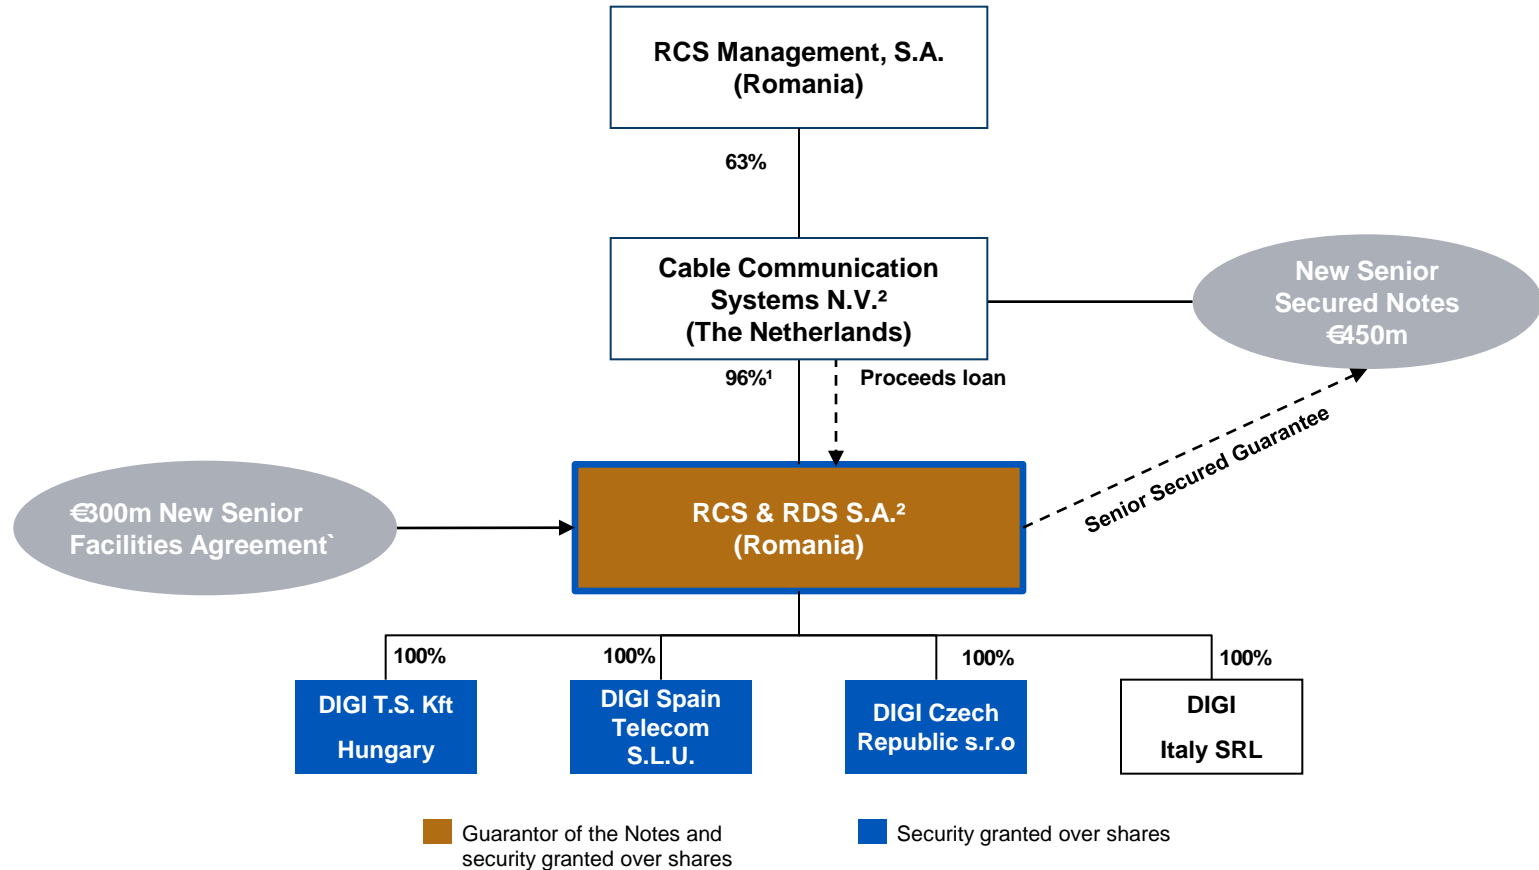 RCS Management, S.A.
(Romania)
63%
Cable Communication
Systems N.V.²
(The Netherlands)
New Senior
Secured Notes
€450m
96%¹
Proceeds loan
Senior Secured Guarantee
€300m New Senior
Facilities Agreement`
RCS & RDS S.A.²
(Romania)
100%
100%
100%
100%
DIGI T.S. Kft
Hungary
DIGI Spain
Telecom
S.L.U.
DIGI Czech
Republic s.r.o
DIGI
Italy SRL
Guarantor of the Notes and
security granted over shares
Security granted over shares